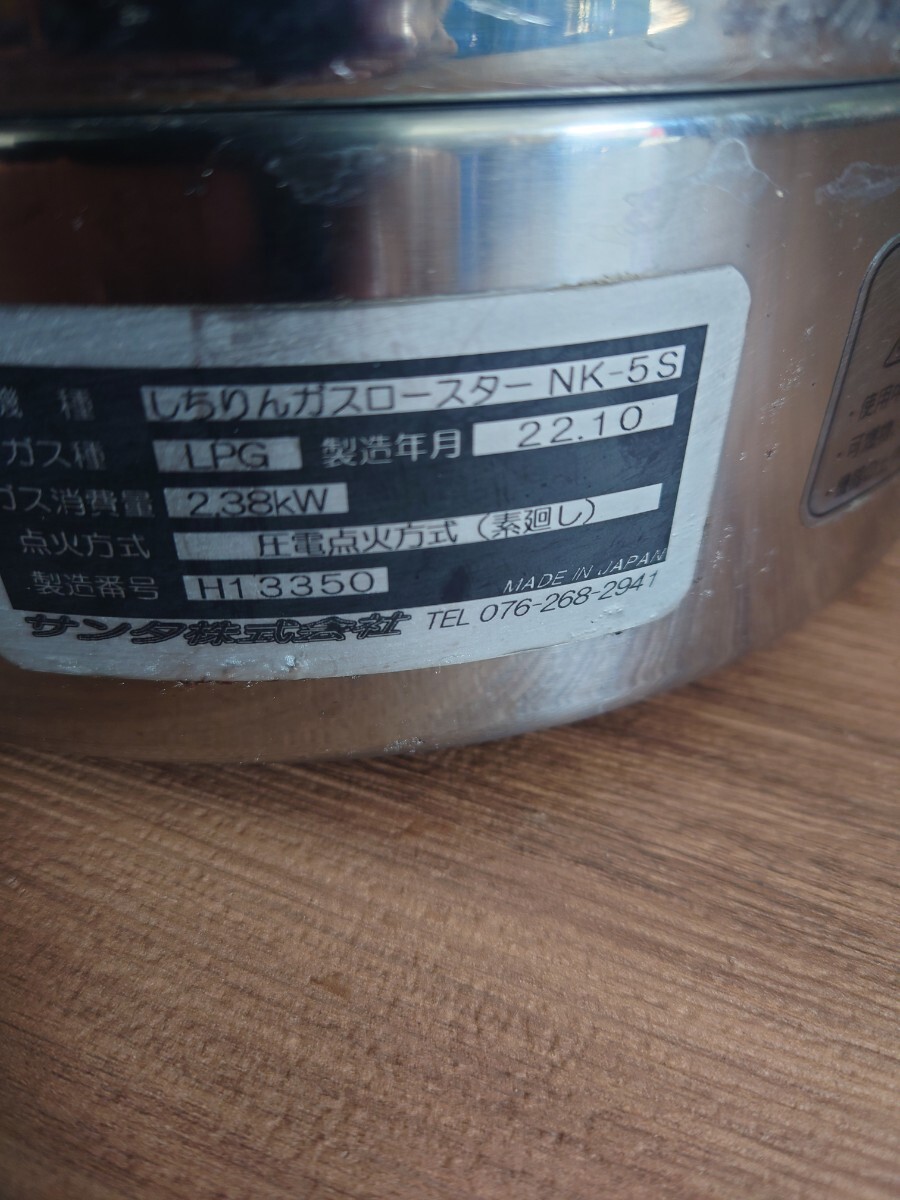 機種 しちりんガスロースター NK-5S
ガス種 LPG 製造年月 22.10
ガス消費量 2.38kW
点火方式 圧電点火方式(素廻し)
製造番号 H13350
MADE IN JAPAN
サンタ株式会社 TEL 076-268-2941
・使用